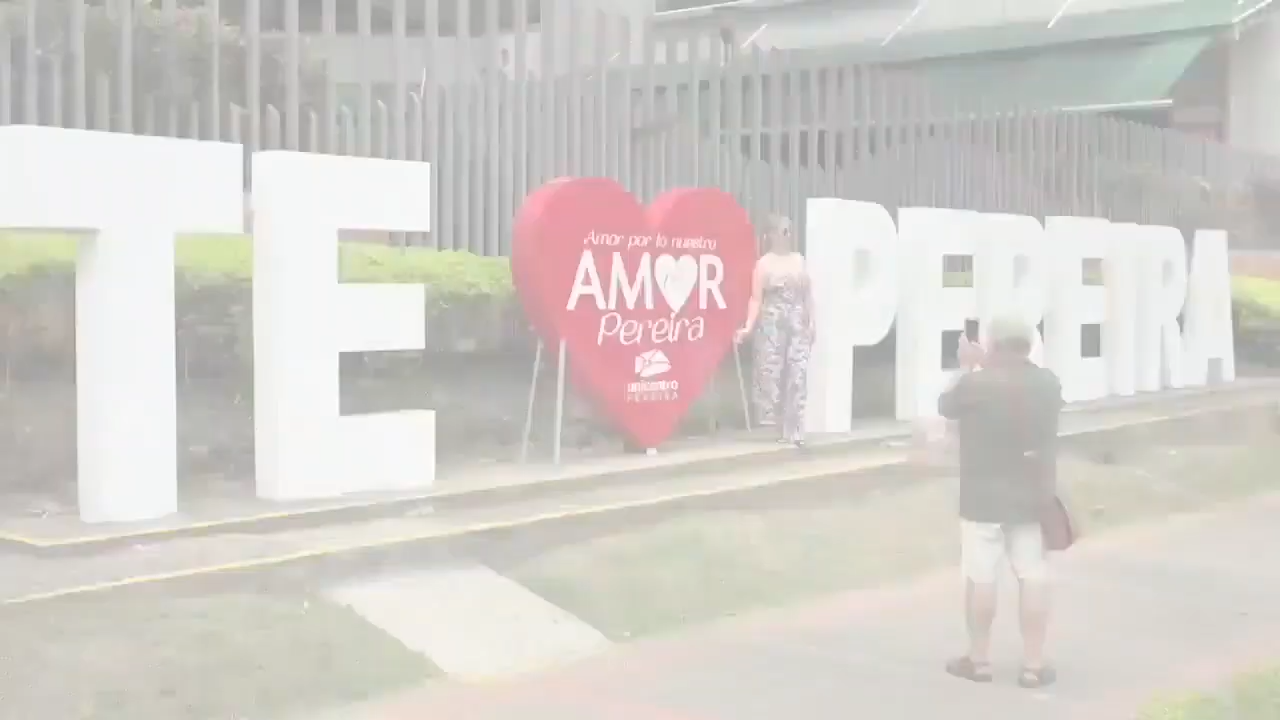 TE
Amor por lo nuestro
AMOR
Pereira
unicentro
PEREIRA
PEREIRA